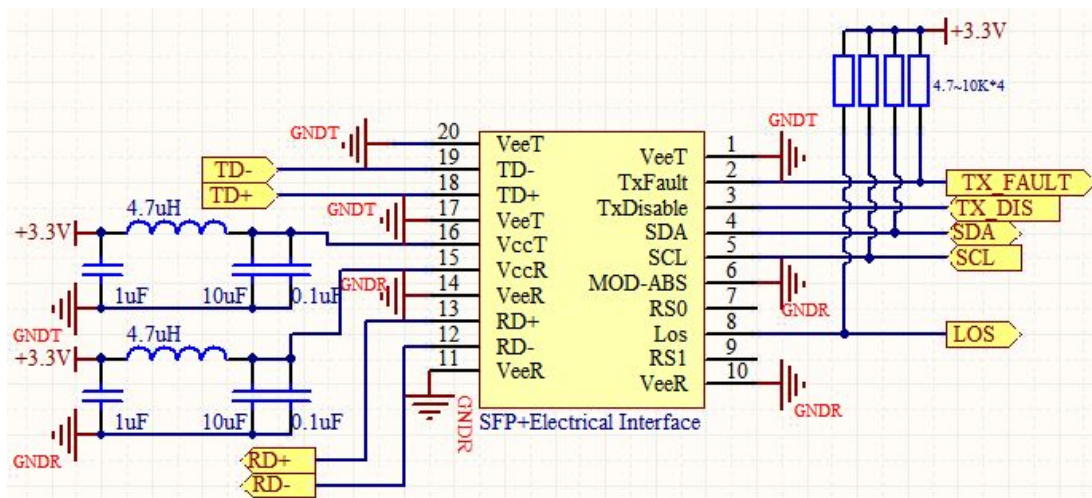 +3.3V
4.7~10K*4
GNDT
20
VeeT
TD-
19
TD-
TD+
18
TD+
GNDT
17
VeeT
4.7uH
+3.3V
16
VccT
15
VccR
1uF
10uF
0.1uF
GNDT
GNDR
14
VeeR
4.7uH
+3.3V
13
RD+
12
RD-
11
VeeR
1uF
10uF
0.1uF
GNDR
GNDR
RD+
RD-
1
VeeT
GNDT
2
TxFault
TX_FAULT
3
TxDisable
TX_DIS
4
SDA
SDA
5
SCL
SCL
6
MOD-ABS
GNDR
7
RS0
8
Los
LOS
9
RS1
10
VeeR
GNDR
SFP+Electrical Interface